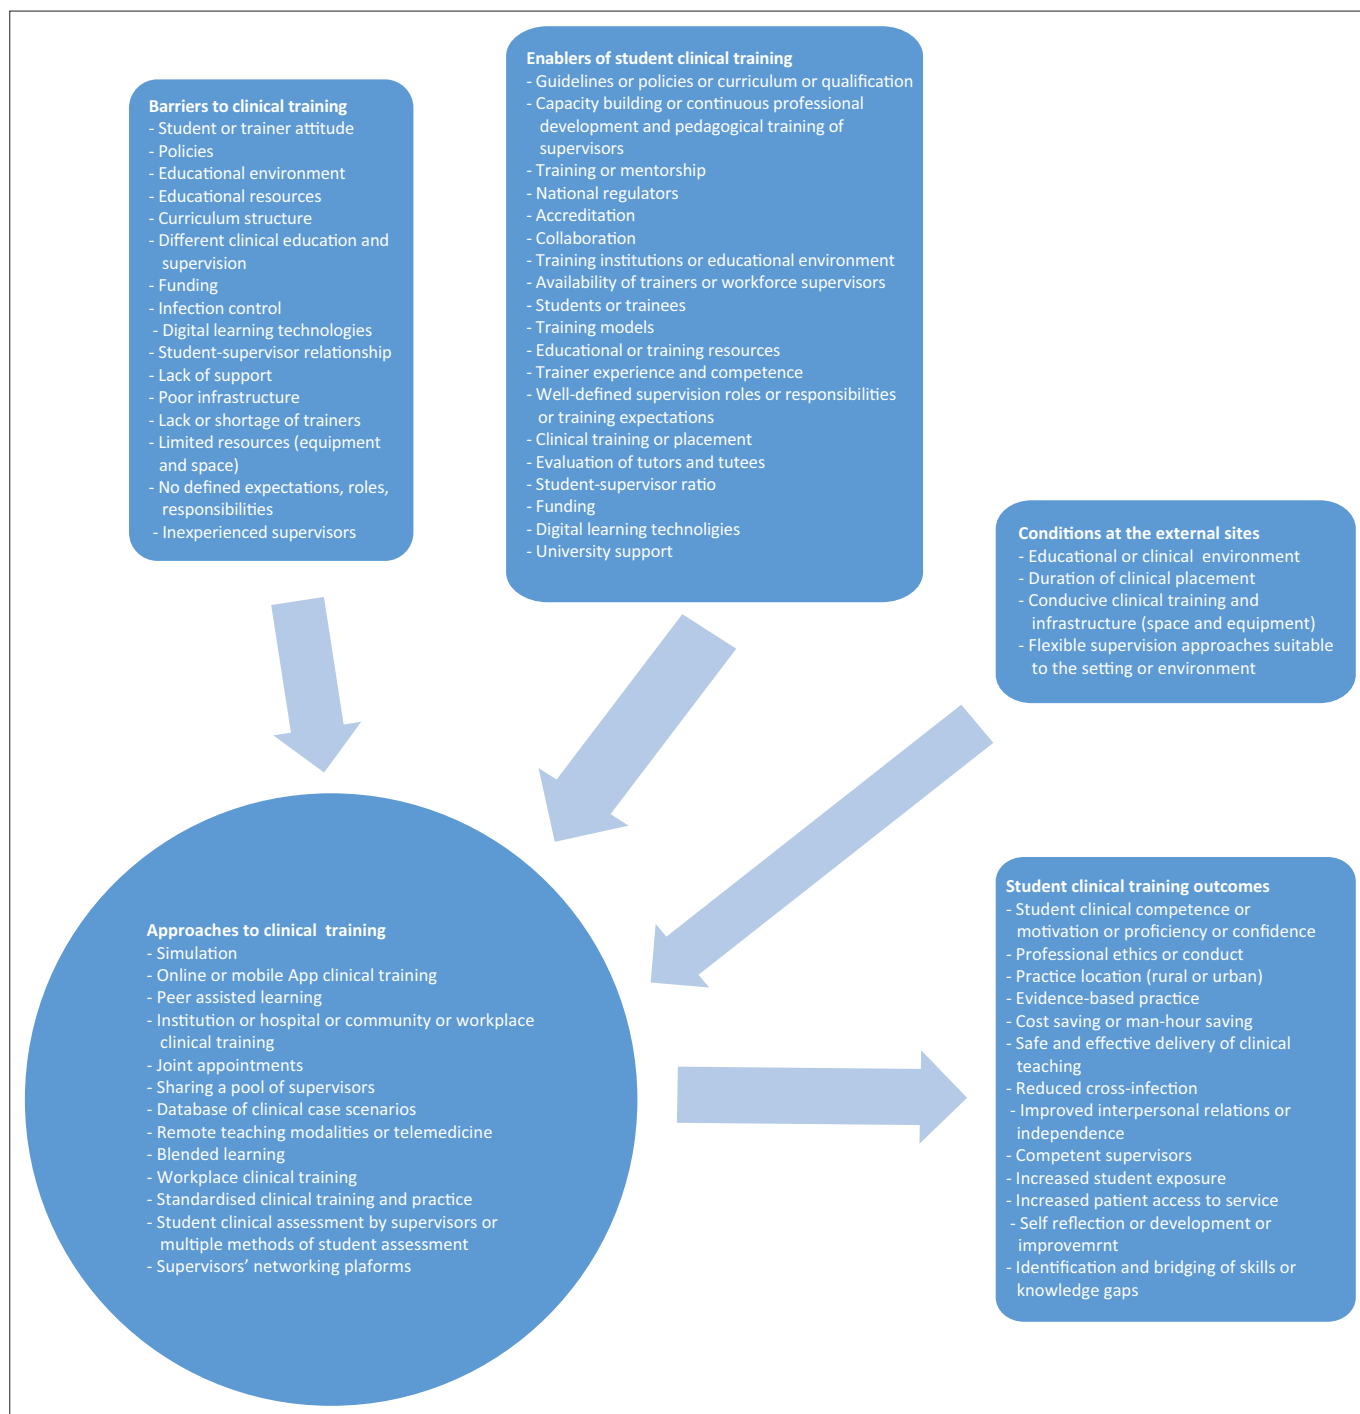 Barriers to clinical training
- Student or trainer attitude
- Policies
- Educational environment
- Educational resources
- Curriculum structure
- Different clinical education and
supervision
- Funding
- Infection control
- Digital learning technologies
- Student-supervisor relationship
- Lack of support
- Poor infrastructure
- Lack or shortage of trainers
- Limited resources (equipment
and space)
- No defined expectations, roles,
responsibilities
- Inexperienced supervisors
Enablers of student clinical training
- Guidelines or policies or curriculum or qualification
- Capacity building or continuous professional
development and pedagogical training of
supervisors
- Training or mentorship
- National regulators
- Accreditation
- Collaboration
- Training institutions or educational environment
- Availability of trainers or workforce supervisors
- Students or trainees
- Training models
- Educational or training resources
- Trainer experience and competence
- Well-defined supervision roles or responsibilities
or training expectations
- Clinical training or placement
- Evaluation of tutors and tutees
- Student-supervisor ratio
- Funding
- Digital learning technoligies
- University support
Conditions at the external sites
- Educational or clinical environment
- Duration of clinical placement
- Conducive clinical training and
infrastructure (space and equipment)
- Flexible supervision approaches suitable
to the setting or environment
Approaches to clinical training
- Simulation
- Online or mobile App clinical training
- Peer assisted learning
- Institution or hospital or community or workplace
clinical training
- Joint appointments
- Sharing a pool of supervisors
- Database of clinical case scenarios
- Remote teaching modalities or telemedicine
- Blended learning
- Workplace clinical training
- Standardised clinical training and practice
- Student clinical assessment by supervisors or
multiple methods of student assessment
- Supervisors’ networking plaforms
Student clinical training outcomes
- Student clinical competence or
motivation or proficiency or confidence
- Professional ethics or conduct
- Practice location (rural or urban)
- Evidence-based practice
- Cost saving or man-hour saving
- Safe and effective delivery of clinical
teaching
- Reduced cross-infection
- Improved interpersonal relations or
independence
- Competent supervisors
- Increased student exposure
- Increased patient access to service
- Self reflection or development or
improvemrnt
- Identification and bridging of skills or
knowledge gaps